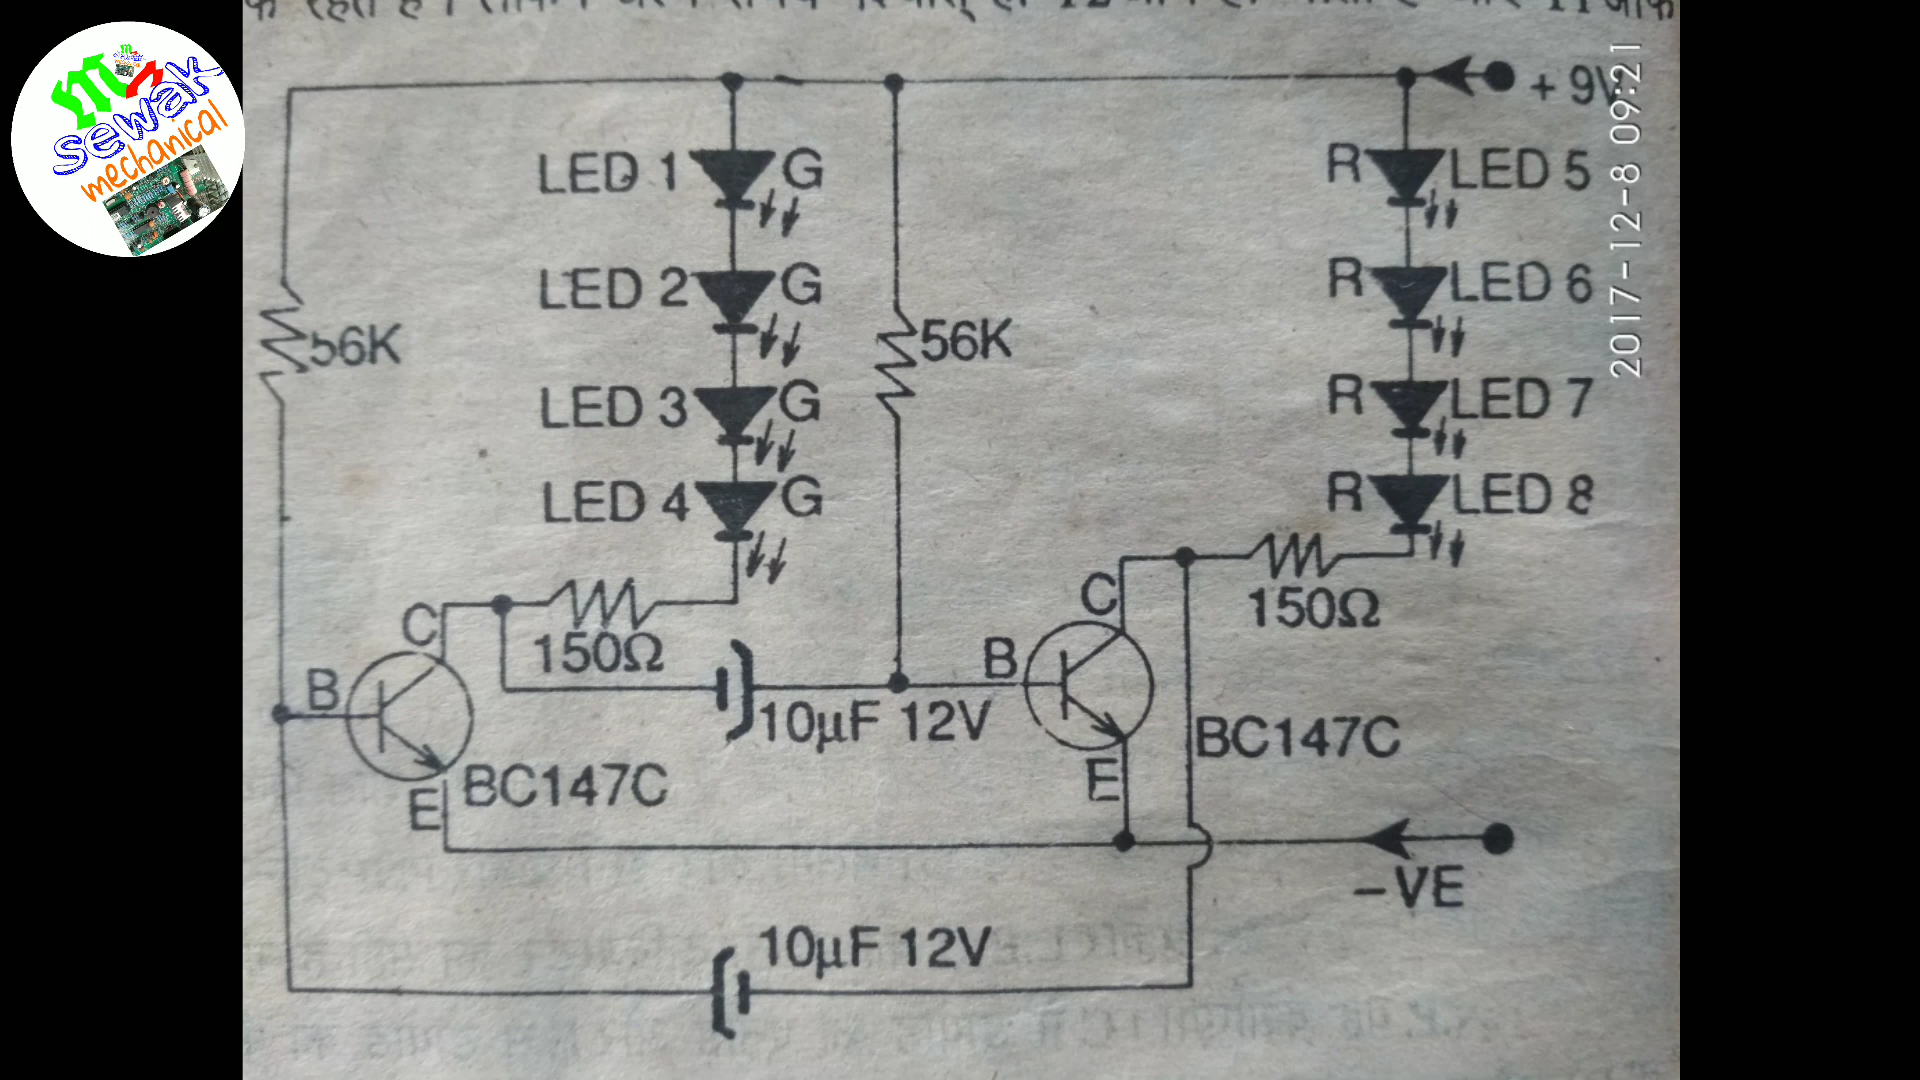 Mr
sewak
mechanical
+ 9V
2017-12-8 09:21
LED 1 G
R LED 5
LED 2 G
R LED 6
56K
56K
LED 3 G
R LED 7
LED 4 G
R LED 8
C
150Ω
C
150Ω
B
B
10µF 12V
BC147C
BC147C
E
E
–VE
10µF 12V